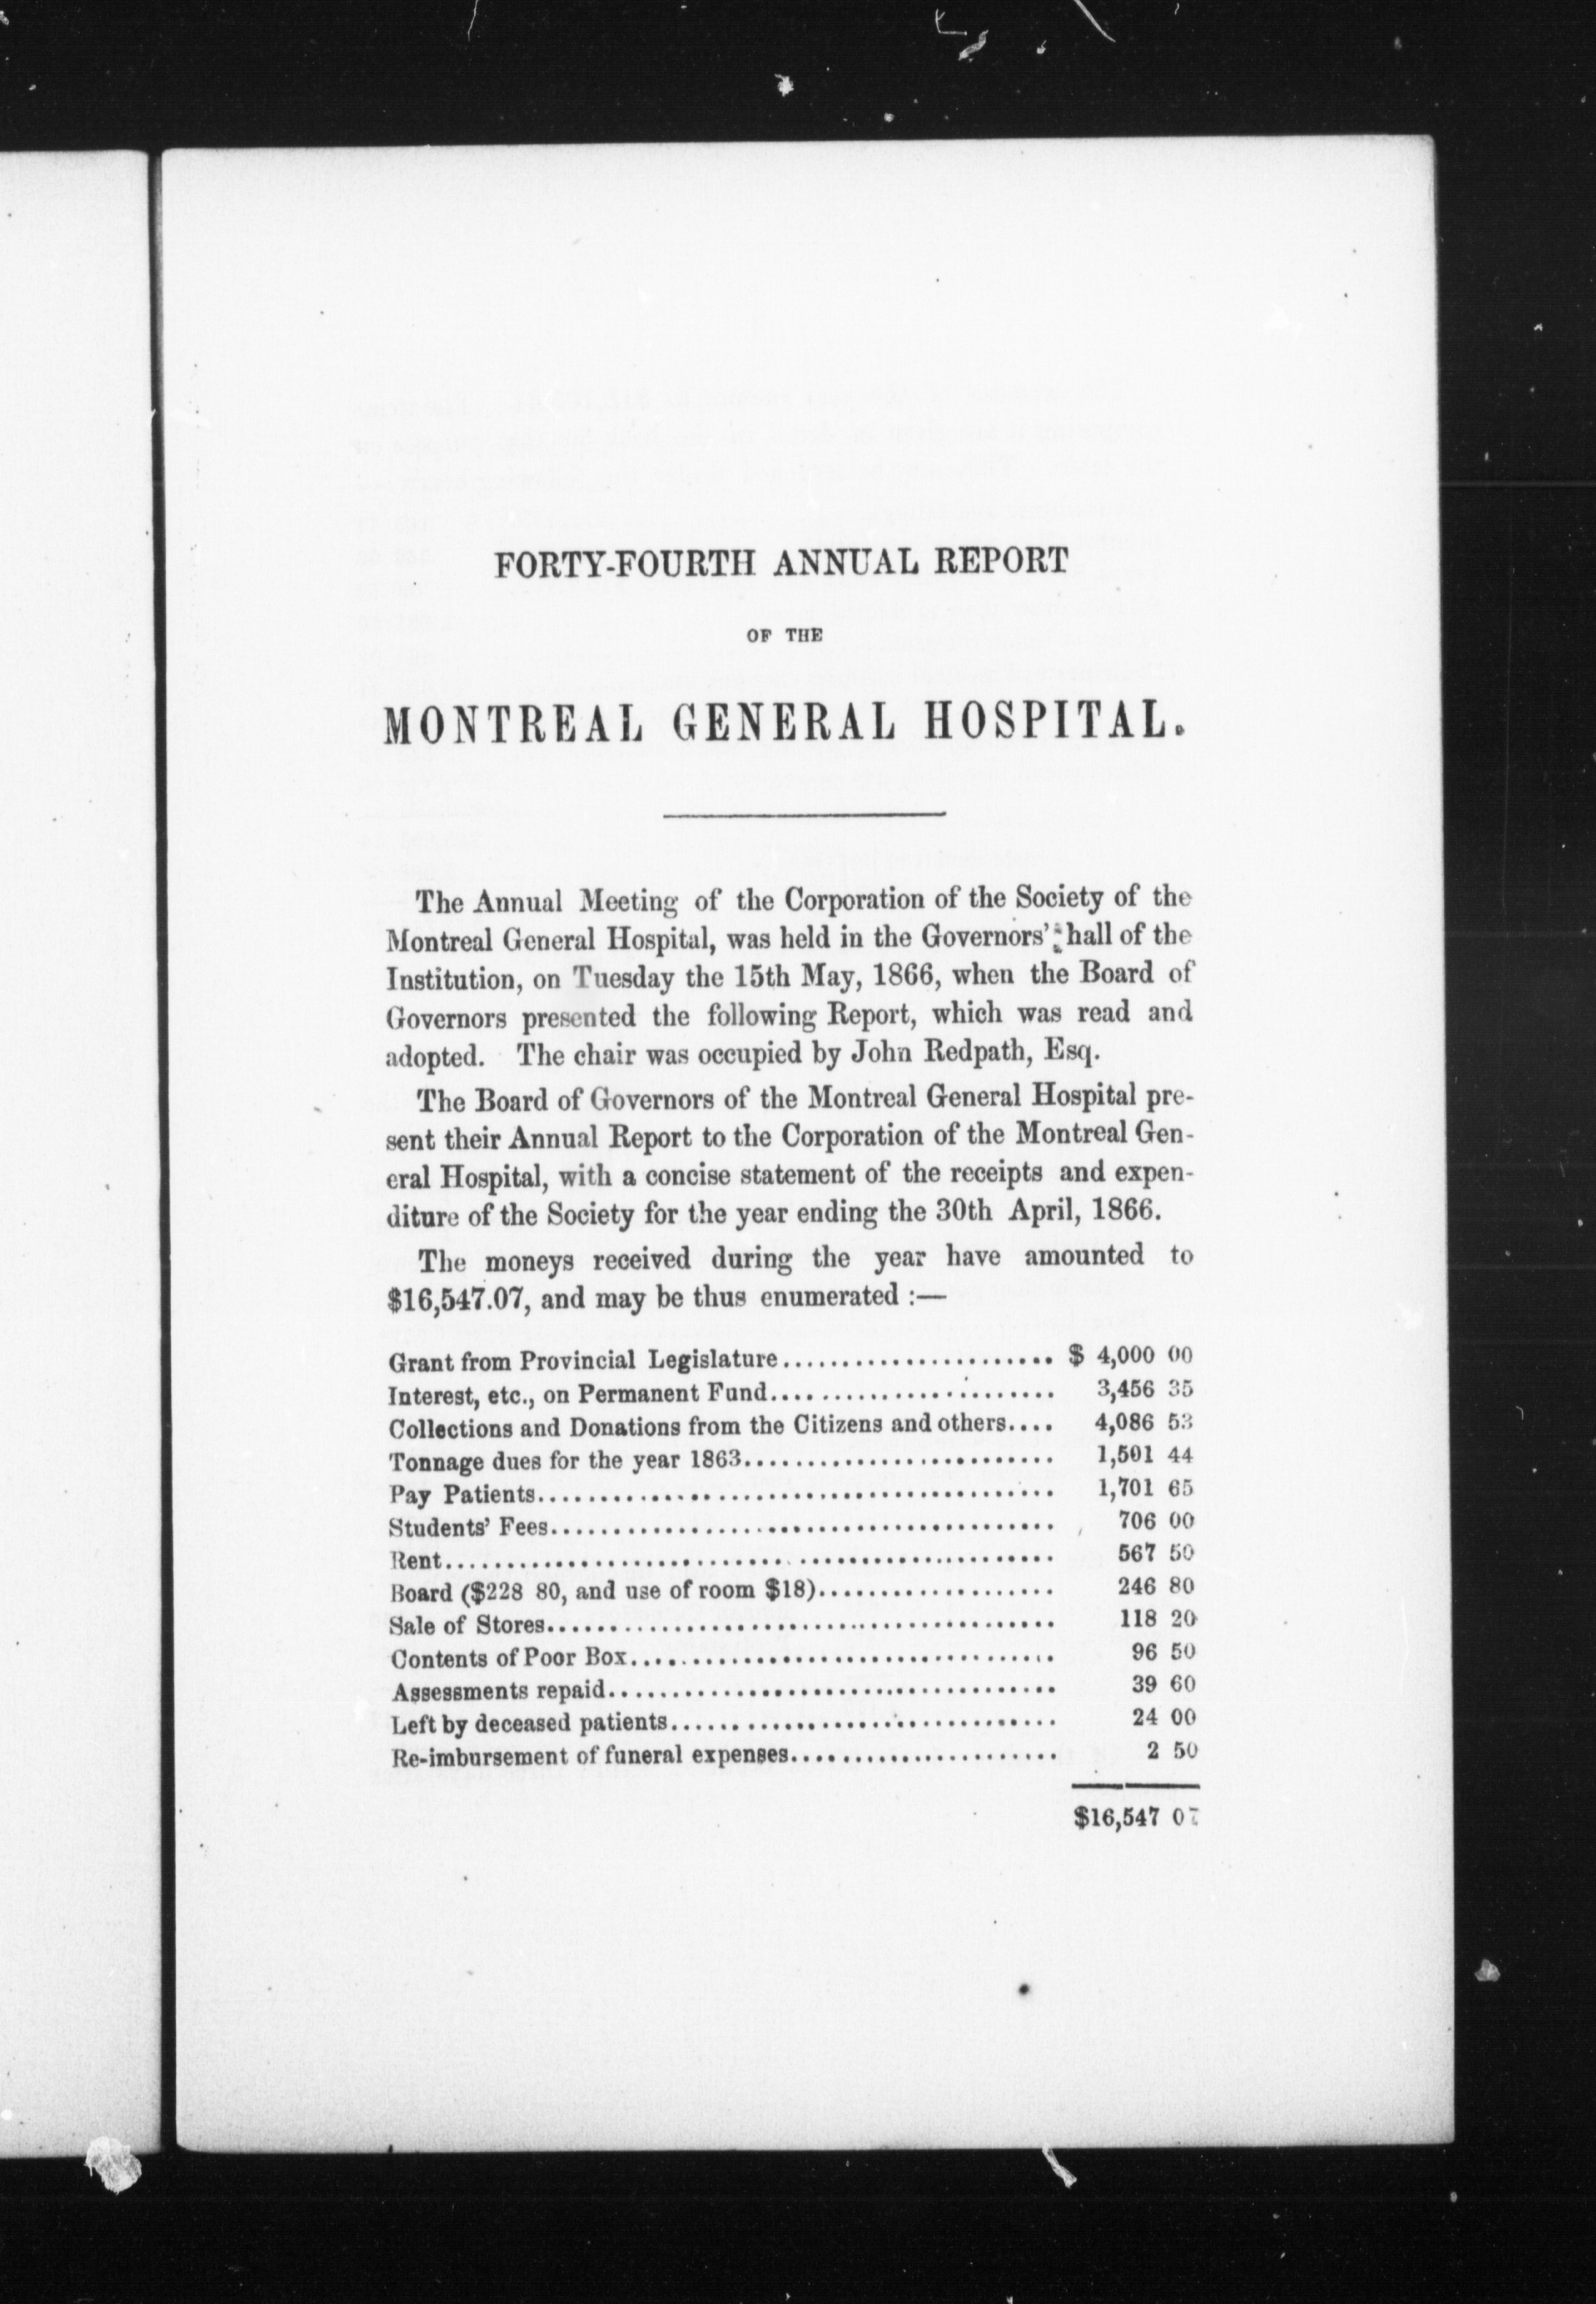 FORTY-FOURTH ANNUAL REPORT
OF THE
MONTREAL GENERAL HOSPITAL.
The Annual Meeting of the Corporation of the Society of the
Montreal General Hospital, was held in the Governors' hall of the
Institution, on Tuesday the 15th May, 1866, when the Board of
Governors presented the following Report, which was read and
adopted. The chair was occupied by John Redpath, Esq.
The Board of Governors of the Montreal General Hospital pre-
sent their Annual Report to the Corporation of the Montreal Gen-
eral Hospital, with a concise statement of the receipts and expen-
diture of the Society for the year ending the 30th April, 1866.
The moneys received during the year have amounted to
$16,547.07, and may be thus enumerated :—
Grant from Provincial Legislature...................... $ 4,000 00
Interest, etc., on Permanent Fund....................... 3,456 35
Collections and Donations from the Citizens and others.... 4,086 53
Tonnage dues for the year 1863......................... 1,501 44
Pay Patients......................................... 1,701 65
Students' Fees........................................ 706 00
Rent................................................ 567 50
Board ($228 80, and use of room $18)................... 246 80
Sale of Stores........................................ 118 20
Contents of Poor Box.................................. 96 50
Assessments repaid.................................... 39 60
Left by deceased patients............................... 24 00
Re-imbursement of funeral expenses..................... 2 50
$16,547 07